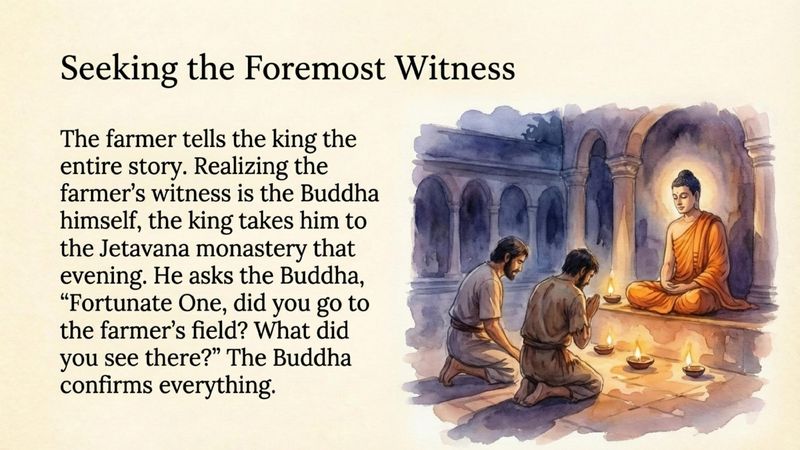 Seeking the Foremost Witness
The farmer tells the king the
entire story. Realizing the
farmer’s witness is the Buddha
himself, the king takes him to
the Jetavana monastery that
evening. He asks the Buddha,
“Fortunate One, did you go to
the farmer’s field? What did
you see there?” The Buddha
confirms everything.